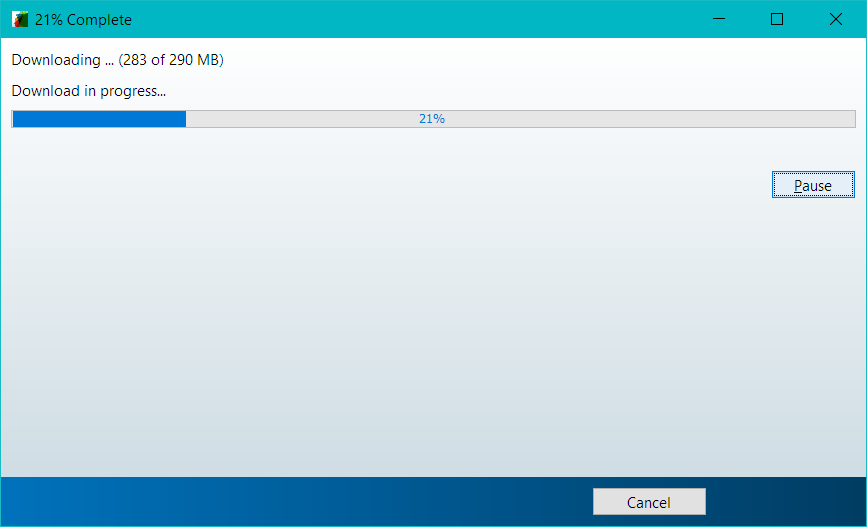 21% Complete
Downloading ... (283 of 290 MB)
Download in progress...
21%
Pause
Cancel